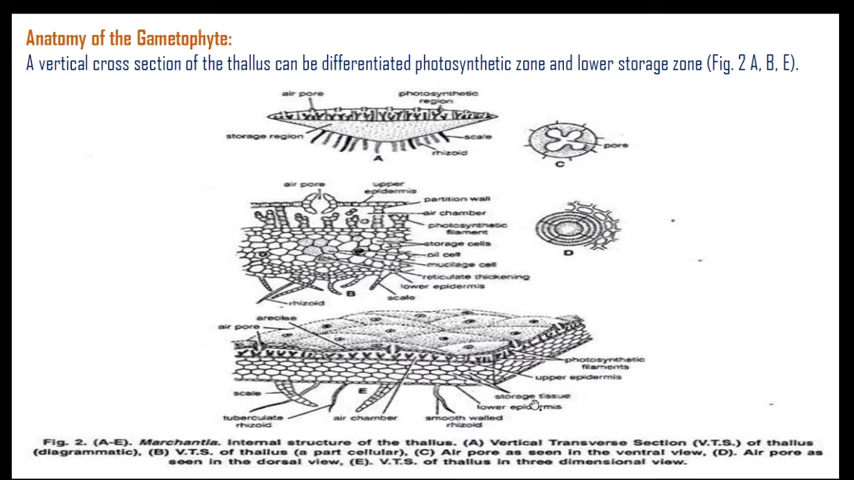 Anatomy of the Gametophyte:
A vertical cross section of the thallus can be differentiated photosynthetic zone and lower storage zone (Fig. 2 A, B, E).
air pore
photosynthetic
region
storage region
scale
rhizoid
A
pore
C
air pore
upper
epidermis
partition wall
air chamber
photosynthetic
filament
storage cells
oil cell
mucilage cell
reticulate thickening
lower epidermis
scale
rhizoid
B
D
areolae
air pore
photosynthetic
filaments
upper epidermis
storage tissue
lower epidermis
scale
E
tuberculate
rhizoid
air chamber
smooth walled
rhizoid
Fig. 2. (A-E). Marchantia. Internal structure of the thallus. (A) Vertical Transverse Section (V.T.S.) of thallus
(diagrammatic), (B) V.T.S. of thallus (a part cellular), (C) Air pore as seen in the ventral view, (D). Air pore as
seen in the dorsal view, (E). V.T.S. of thallus in three dimensional view.